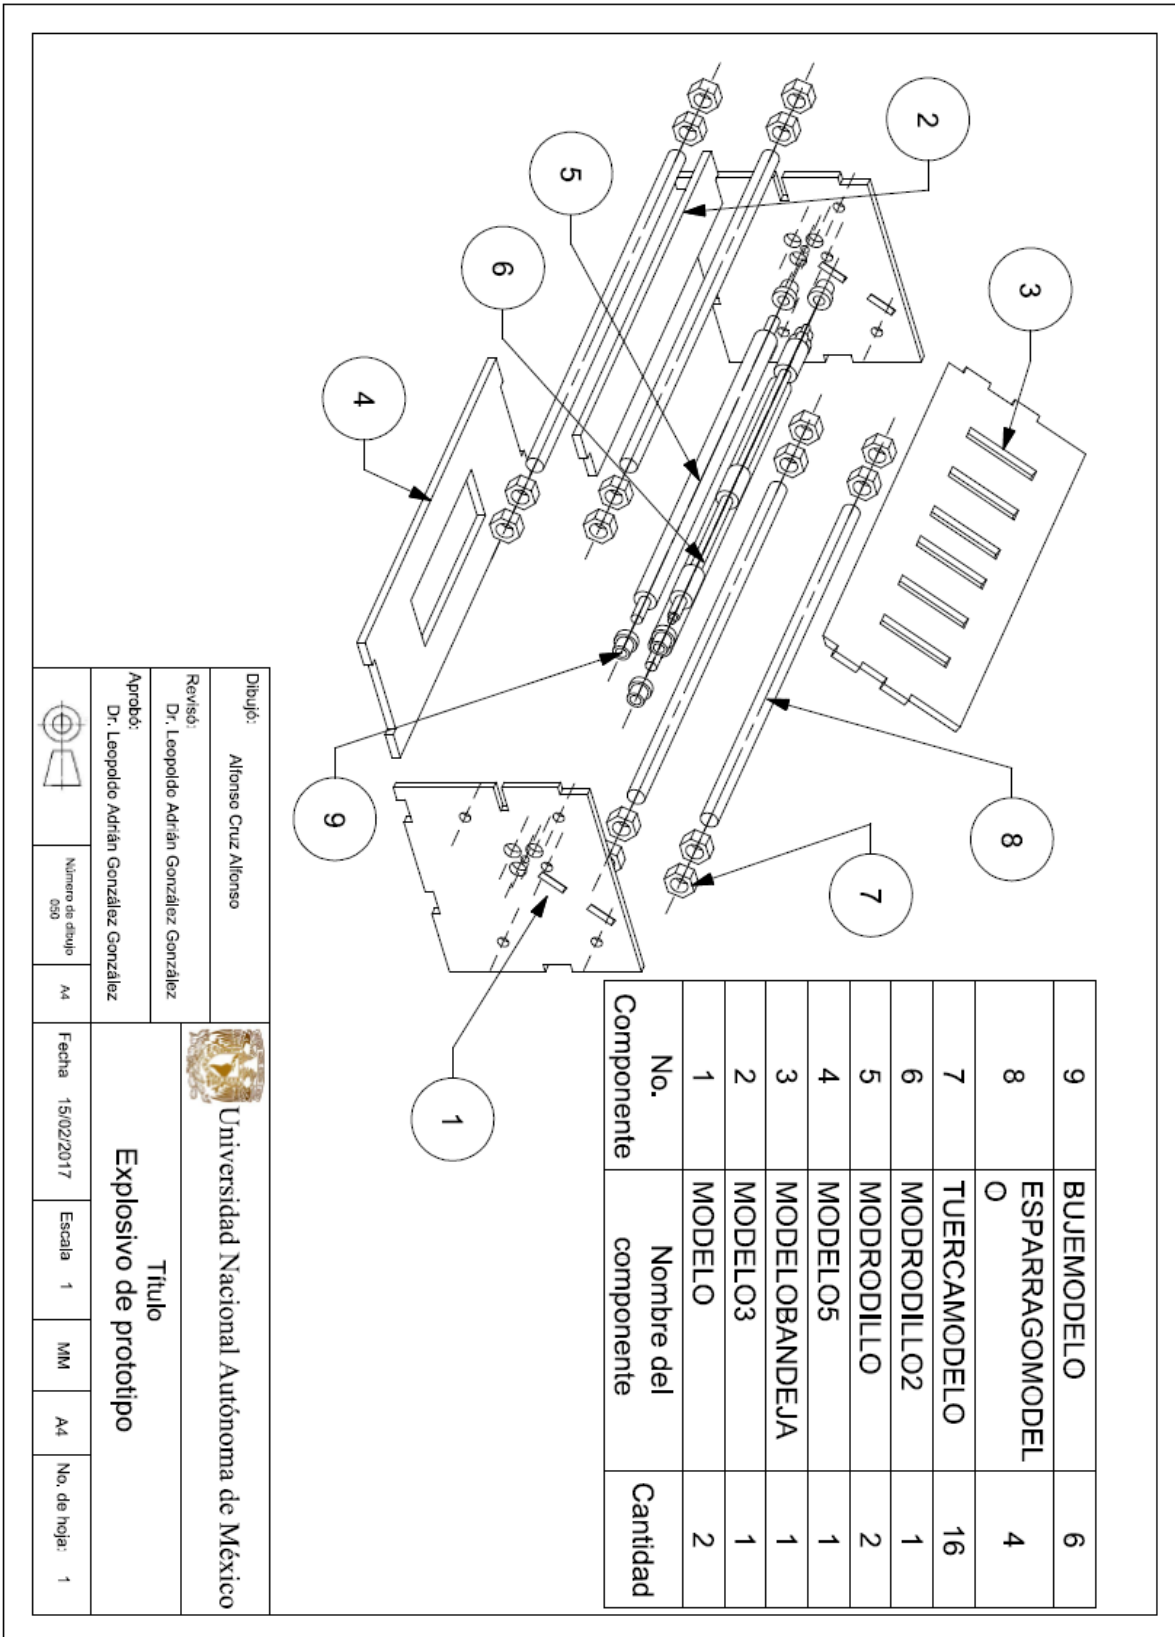 2
5
6
3
4
9
8
7
1
9 BUJEMODELO 6
8 ESPARRAGOMODEL 4
O
7 TUERCAMODELO 16
6 MODRODILLO2 1
5 MODRODILLO 2
4 MODELO5 1
3 MODELOBANDEJA 1
2 MODELO3 1
1 MODELO 2
No. Nombre del Cantidad
Componente componente
Dibujó: Alfonso Cruz Alfonso
Revisó:
Dr. Leopoldo Adrián González González
Aprobó:
Dr. Leopoldo Adrián González González
Universidad Nacional Autónoma de México
Título
Explosivo de prototipo
Número de dibujo
050
A4
Fecha 15/02/2017
Escala 1
MM
A4
No. de hoja: 1